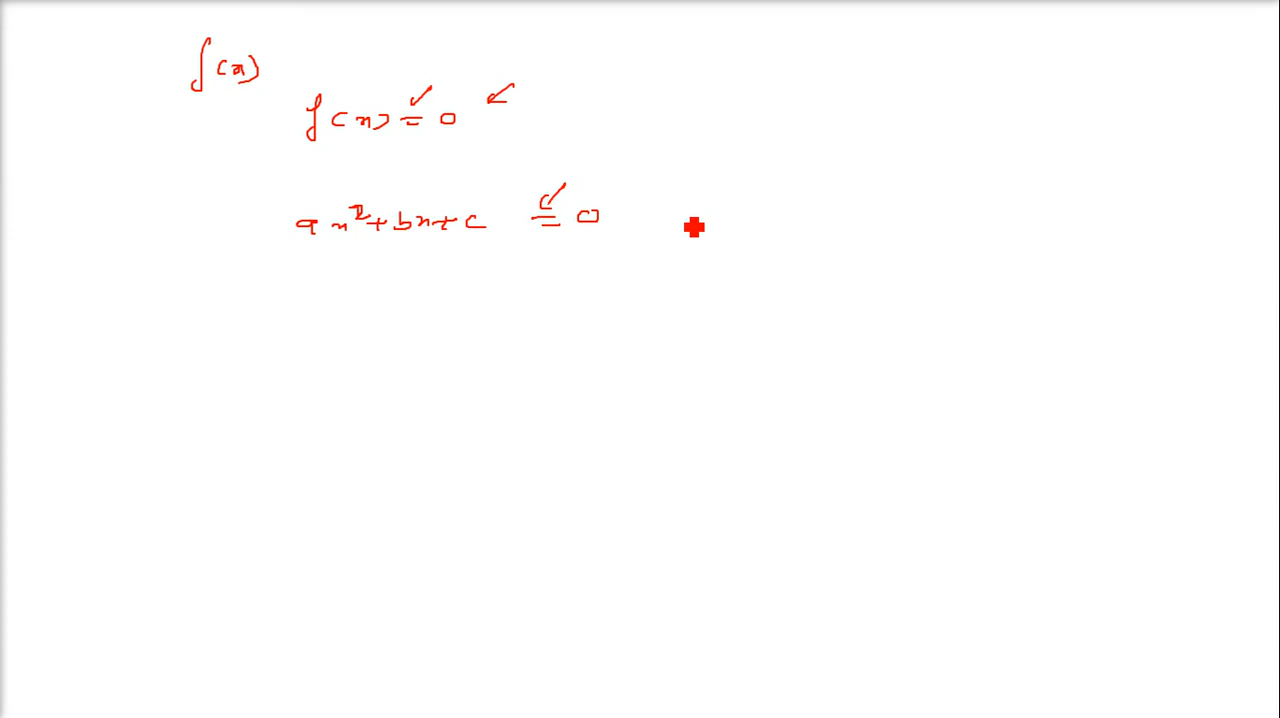 f(x)
f(x) = 0
ax²+bx+c = 0